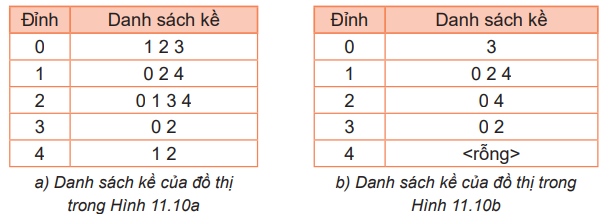 Đỉnh Danh sách kề
0 1 2 3
1 0 2 4
2 0 1 3 4
3 0 2
4 1 2
a) Danh sách kề của đồ thị
trong Hình 11.10a
Đỉnh Danh sách kề
0 3
1 0 2 4
2 0 4
3 0 2
4 <rỗng>
b) Danh sách kề của đồ thị trong
Hình 11.10b